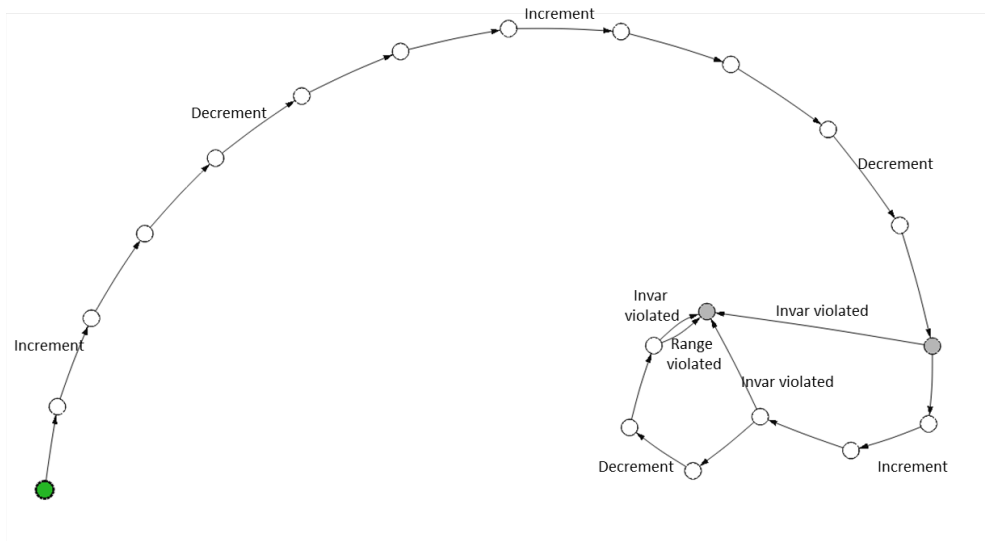 Increment
Decrement
Increment
Decrement
Invar
violated
Range
violated
Invar violated
Invar violated
Decrement
Increment